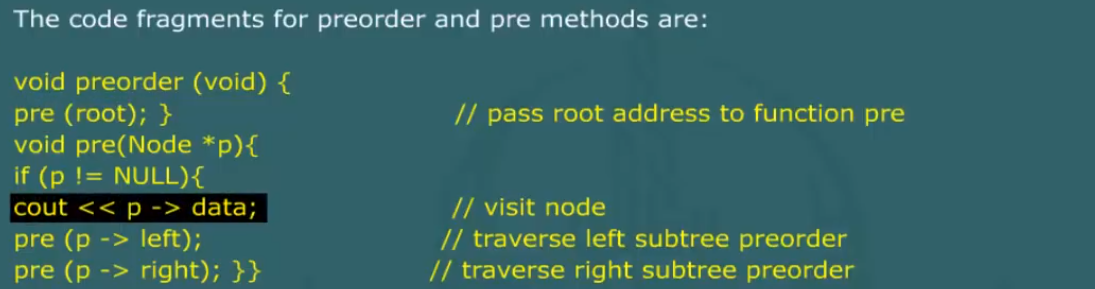 The code fragments for preorder and pre methods are:
void preorder (void) {
pre (root); } // pass root address to function pre
void pre(Node *p){
if (p != NULL){
cout << p -> data; // visit node
pre (p -> left); // traverse left subtree preorder
pre (p -> right); }} // traverse right subtree preorder